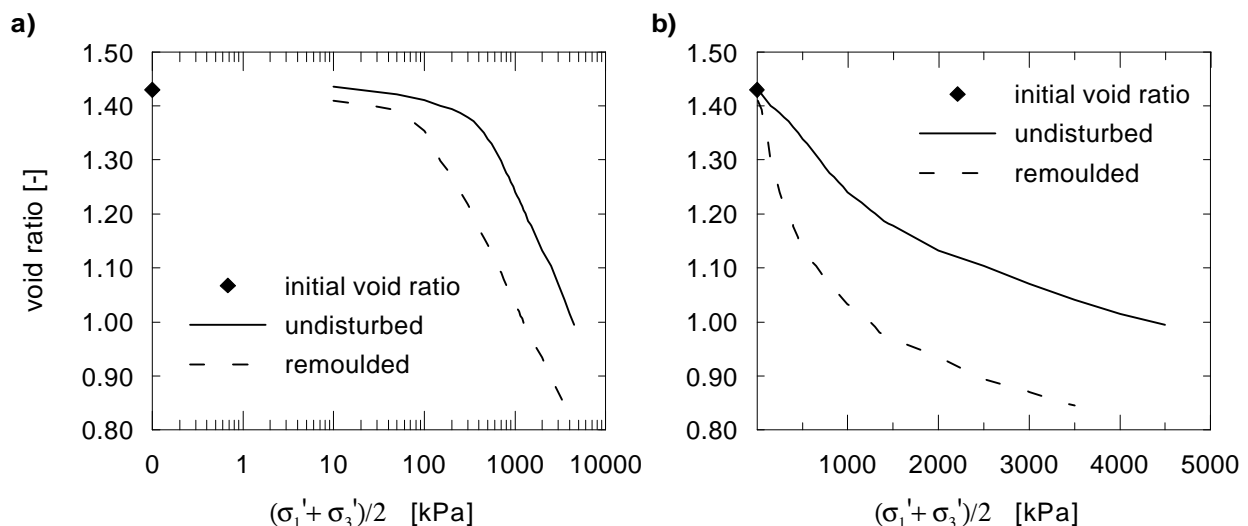 a)
1.50
1.40
1.30
1.20
1.10
1.00
0.90
0.80
void ratio [-]
initial void ratio
undisturbed
remoulded
0 1 10 100 1000 10000
(σ₁'+ σ₃')/2 [kPa]
b)
1.50
1.40
1.30
1.20
1.10
1.00
0.90
0.80
initial void ratio
undisturbed
remoulded
1000 2000 3000 4000 5000
(σ₁'+ σ₃')/2 [kPa]